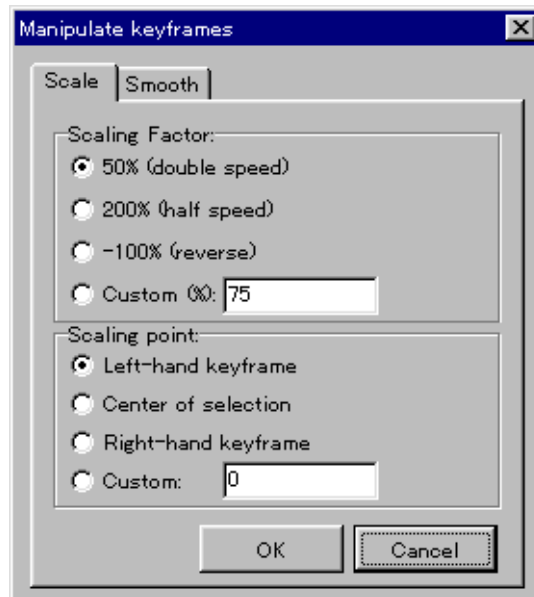 Manipulate keyframes
Scale Smooth
Scaling Factor:
50% (double speed)
200% (half speed)
-100% (reverse)
Custom (%): 75
Scaling point:
Left-hand keyframe
Center of selection
Right-hand keyframe
Custom: 0
OK Cancel